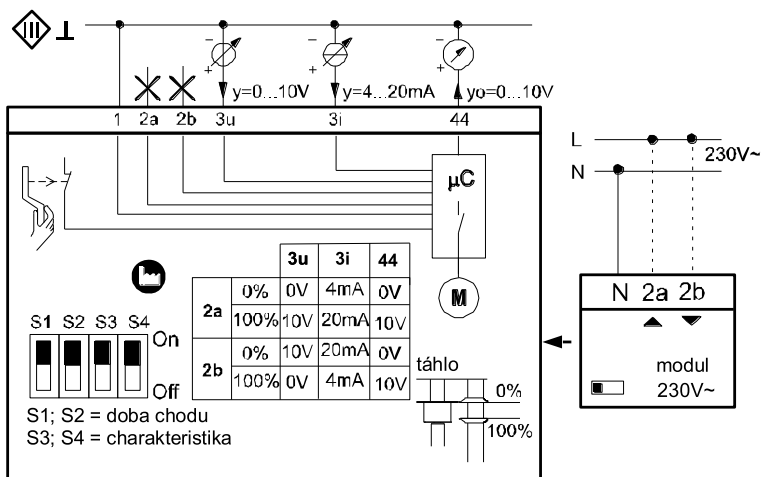 III ⊥
y=0...10V y=4...20mA yo=0...10V
1 2a 2b 3u 3i 44
− + − + − +
µC
M
3u 3i 44
2a 0% 0V 4mA 0V
100% 10V 20mA 10V
2b 0% 10V 20mA 0V
100% 0V 4mA 10V
S1 S2 S3 S4
On
Off
S1; S2 = doba chodu
S3; S4 = charakteristika
táhlo
0%
100%
L
230V~
N
N 2a 2b
modul
230V~